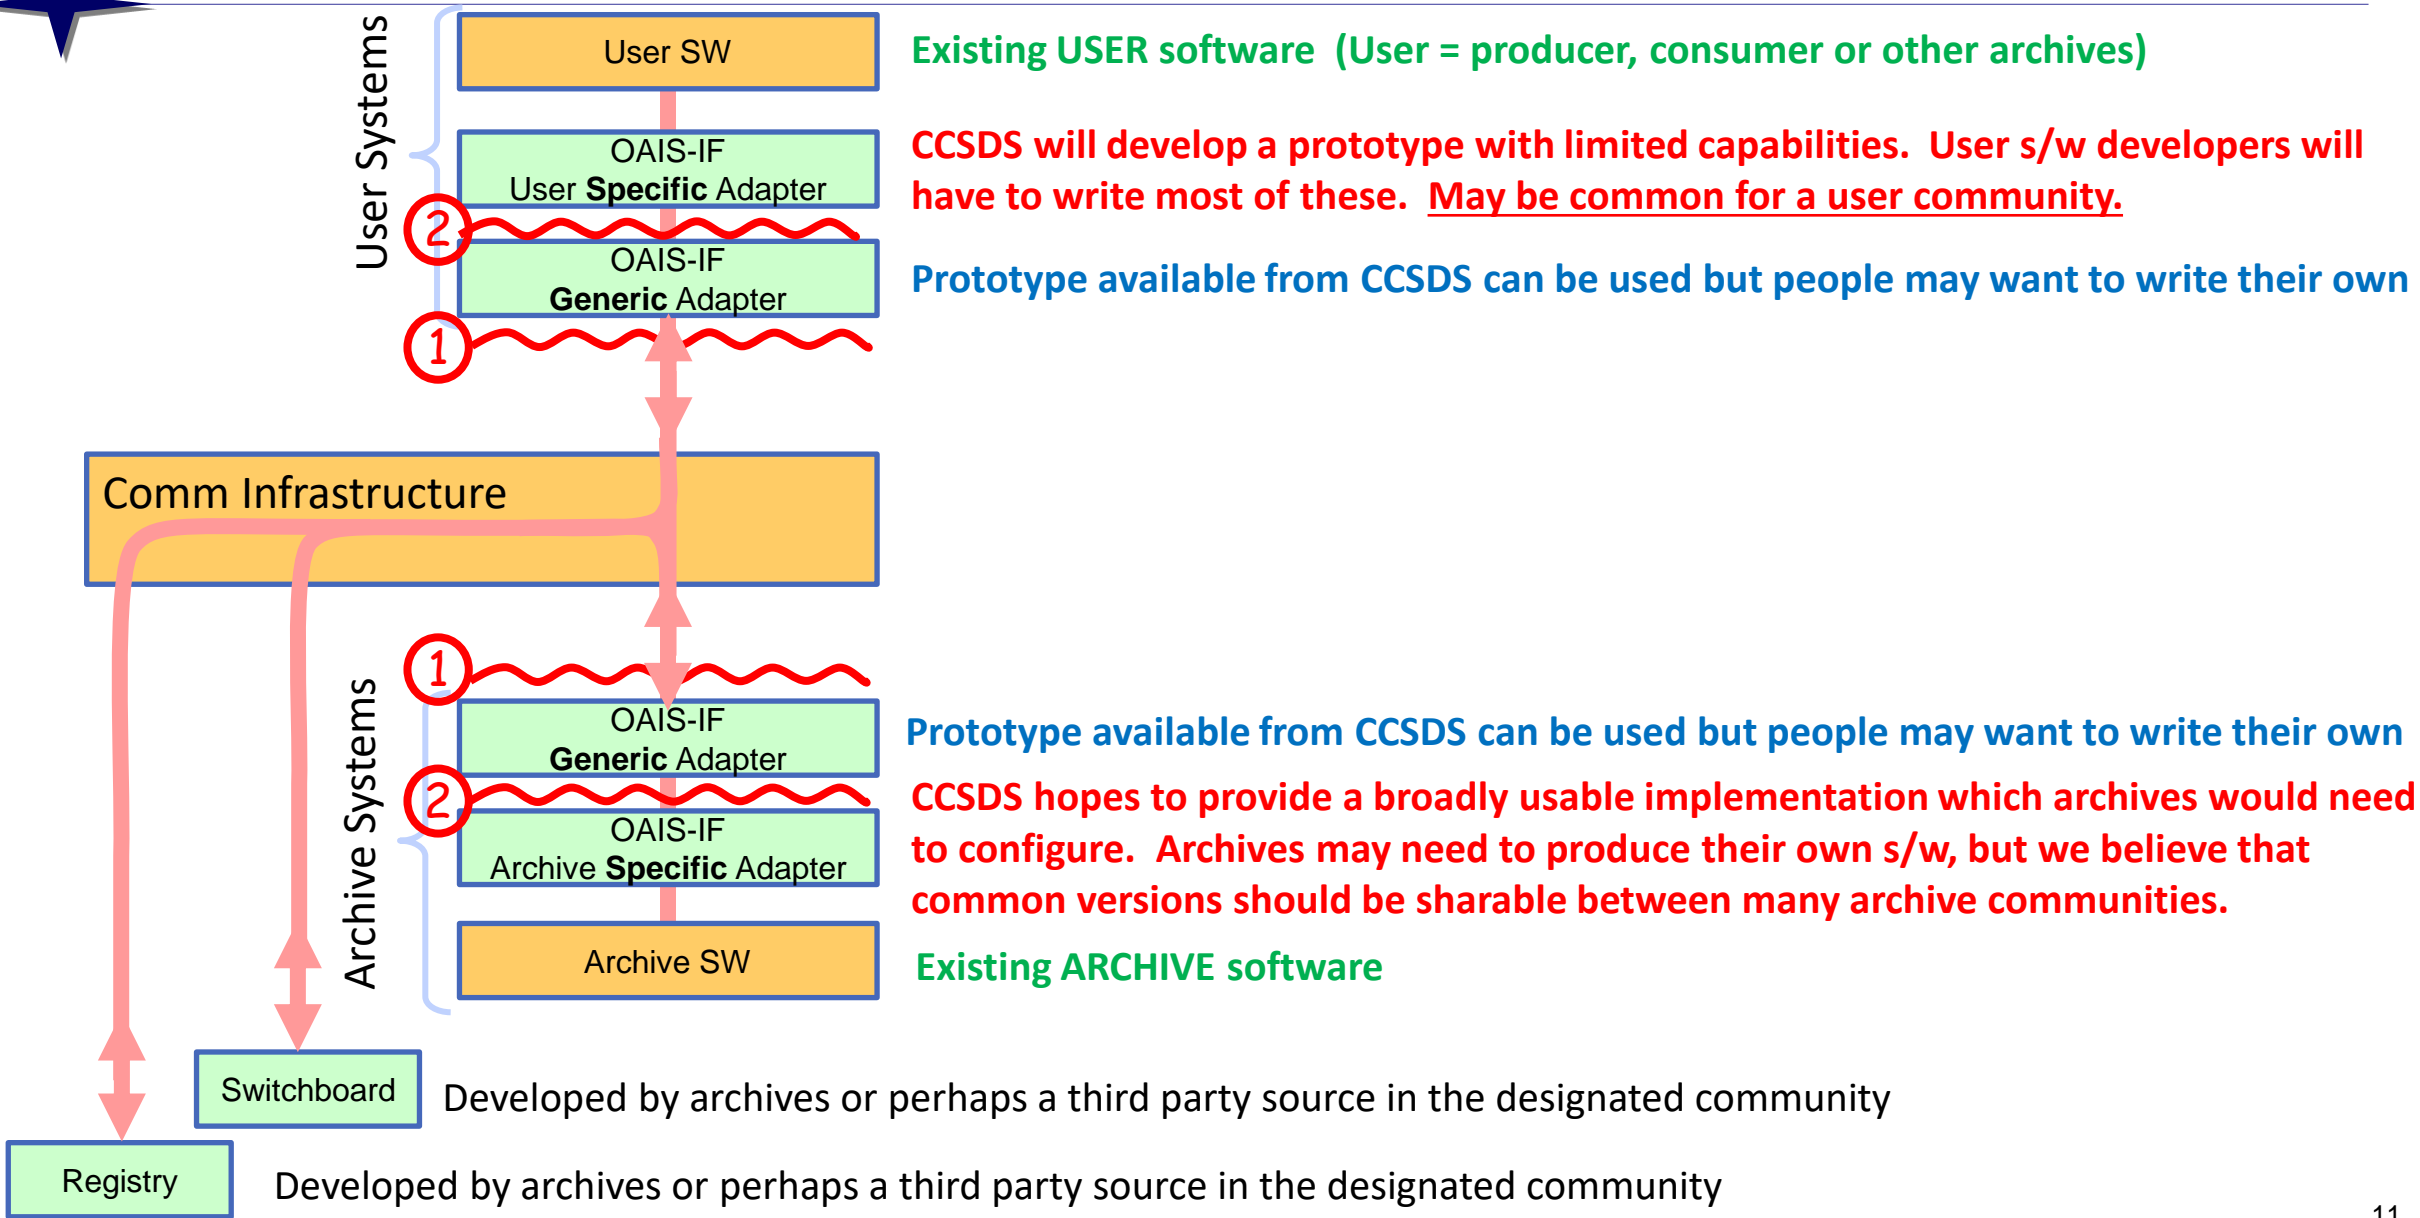 User Systems
User SW
Existing USER software  (User = producer, consumer or other archives)
OAIS-IF
User Specific Adapter
CCSDS will develop a prototype with limited capabilities.  User s/w developers will
have to write most of these.  May be common for a user community.
2
OAIS-IF
Generic Adapter
Prototype available from CCSDS can be used but people may want to write their own
1
Comm Infrastructure
1
Archive Systems
OAIS-IF
Generic Adapter
Prototype available from CCSDS can be used but people may want to write their own
2
OAIS-IF
Archive Specific Adapter
CCSDS hopes to provide a broadly usable implementation which archives would need
to configure.  Archives may need to produce their own s/w, but we believe that
common versions should be sharable between many archive communities.
Archive SW
Existing ARCHIVE software
Switchboard
Developed by archives or perhaps a third party source in the designated community
Registry
Developed by archives or perhaps a third party source in the designated community
11